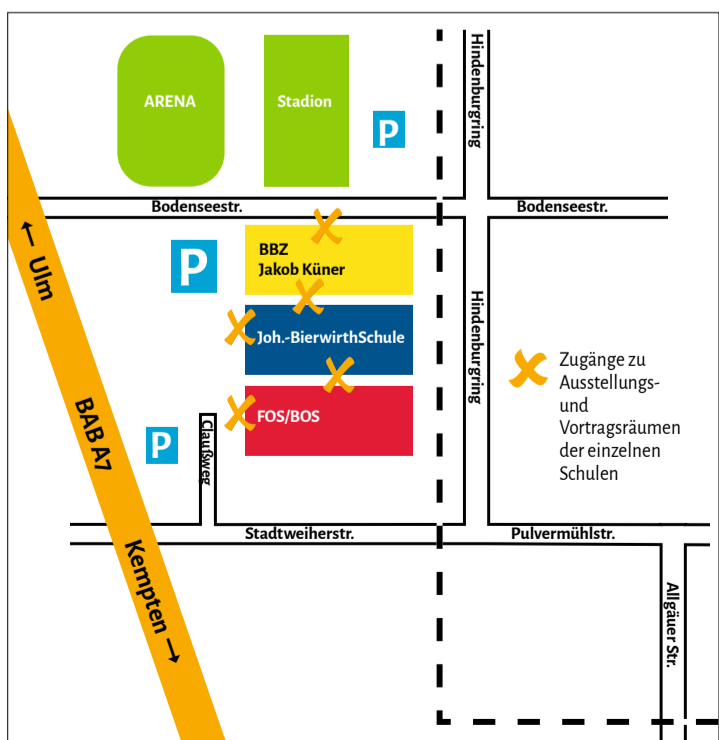 ARENA
Stadion
P
Hindenburgring
Bodenseestr.
Bodenseestr.
← Ulm
P
BBZ
Jakob Küner
Joh.-BierwirthSchule
Hindenburgring
Zugänge zu
Ausstellungs-
und
Vortragsräumen
der einzelnen
Schulen
BAB A7
P
Claußweg
FOS/BOS
Stadtweiherstr.
Pulvermühlstr.
Kempten →
Allgäuer Str.